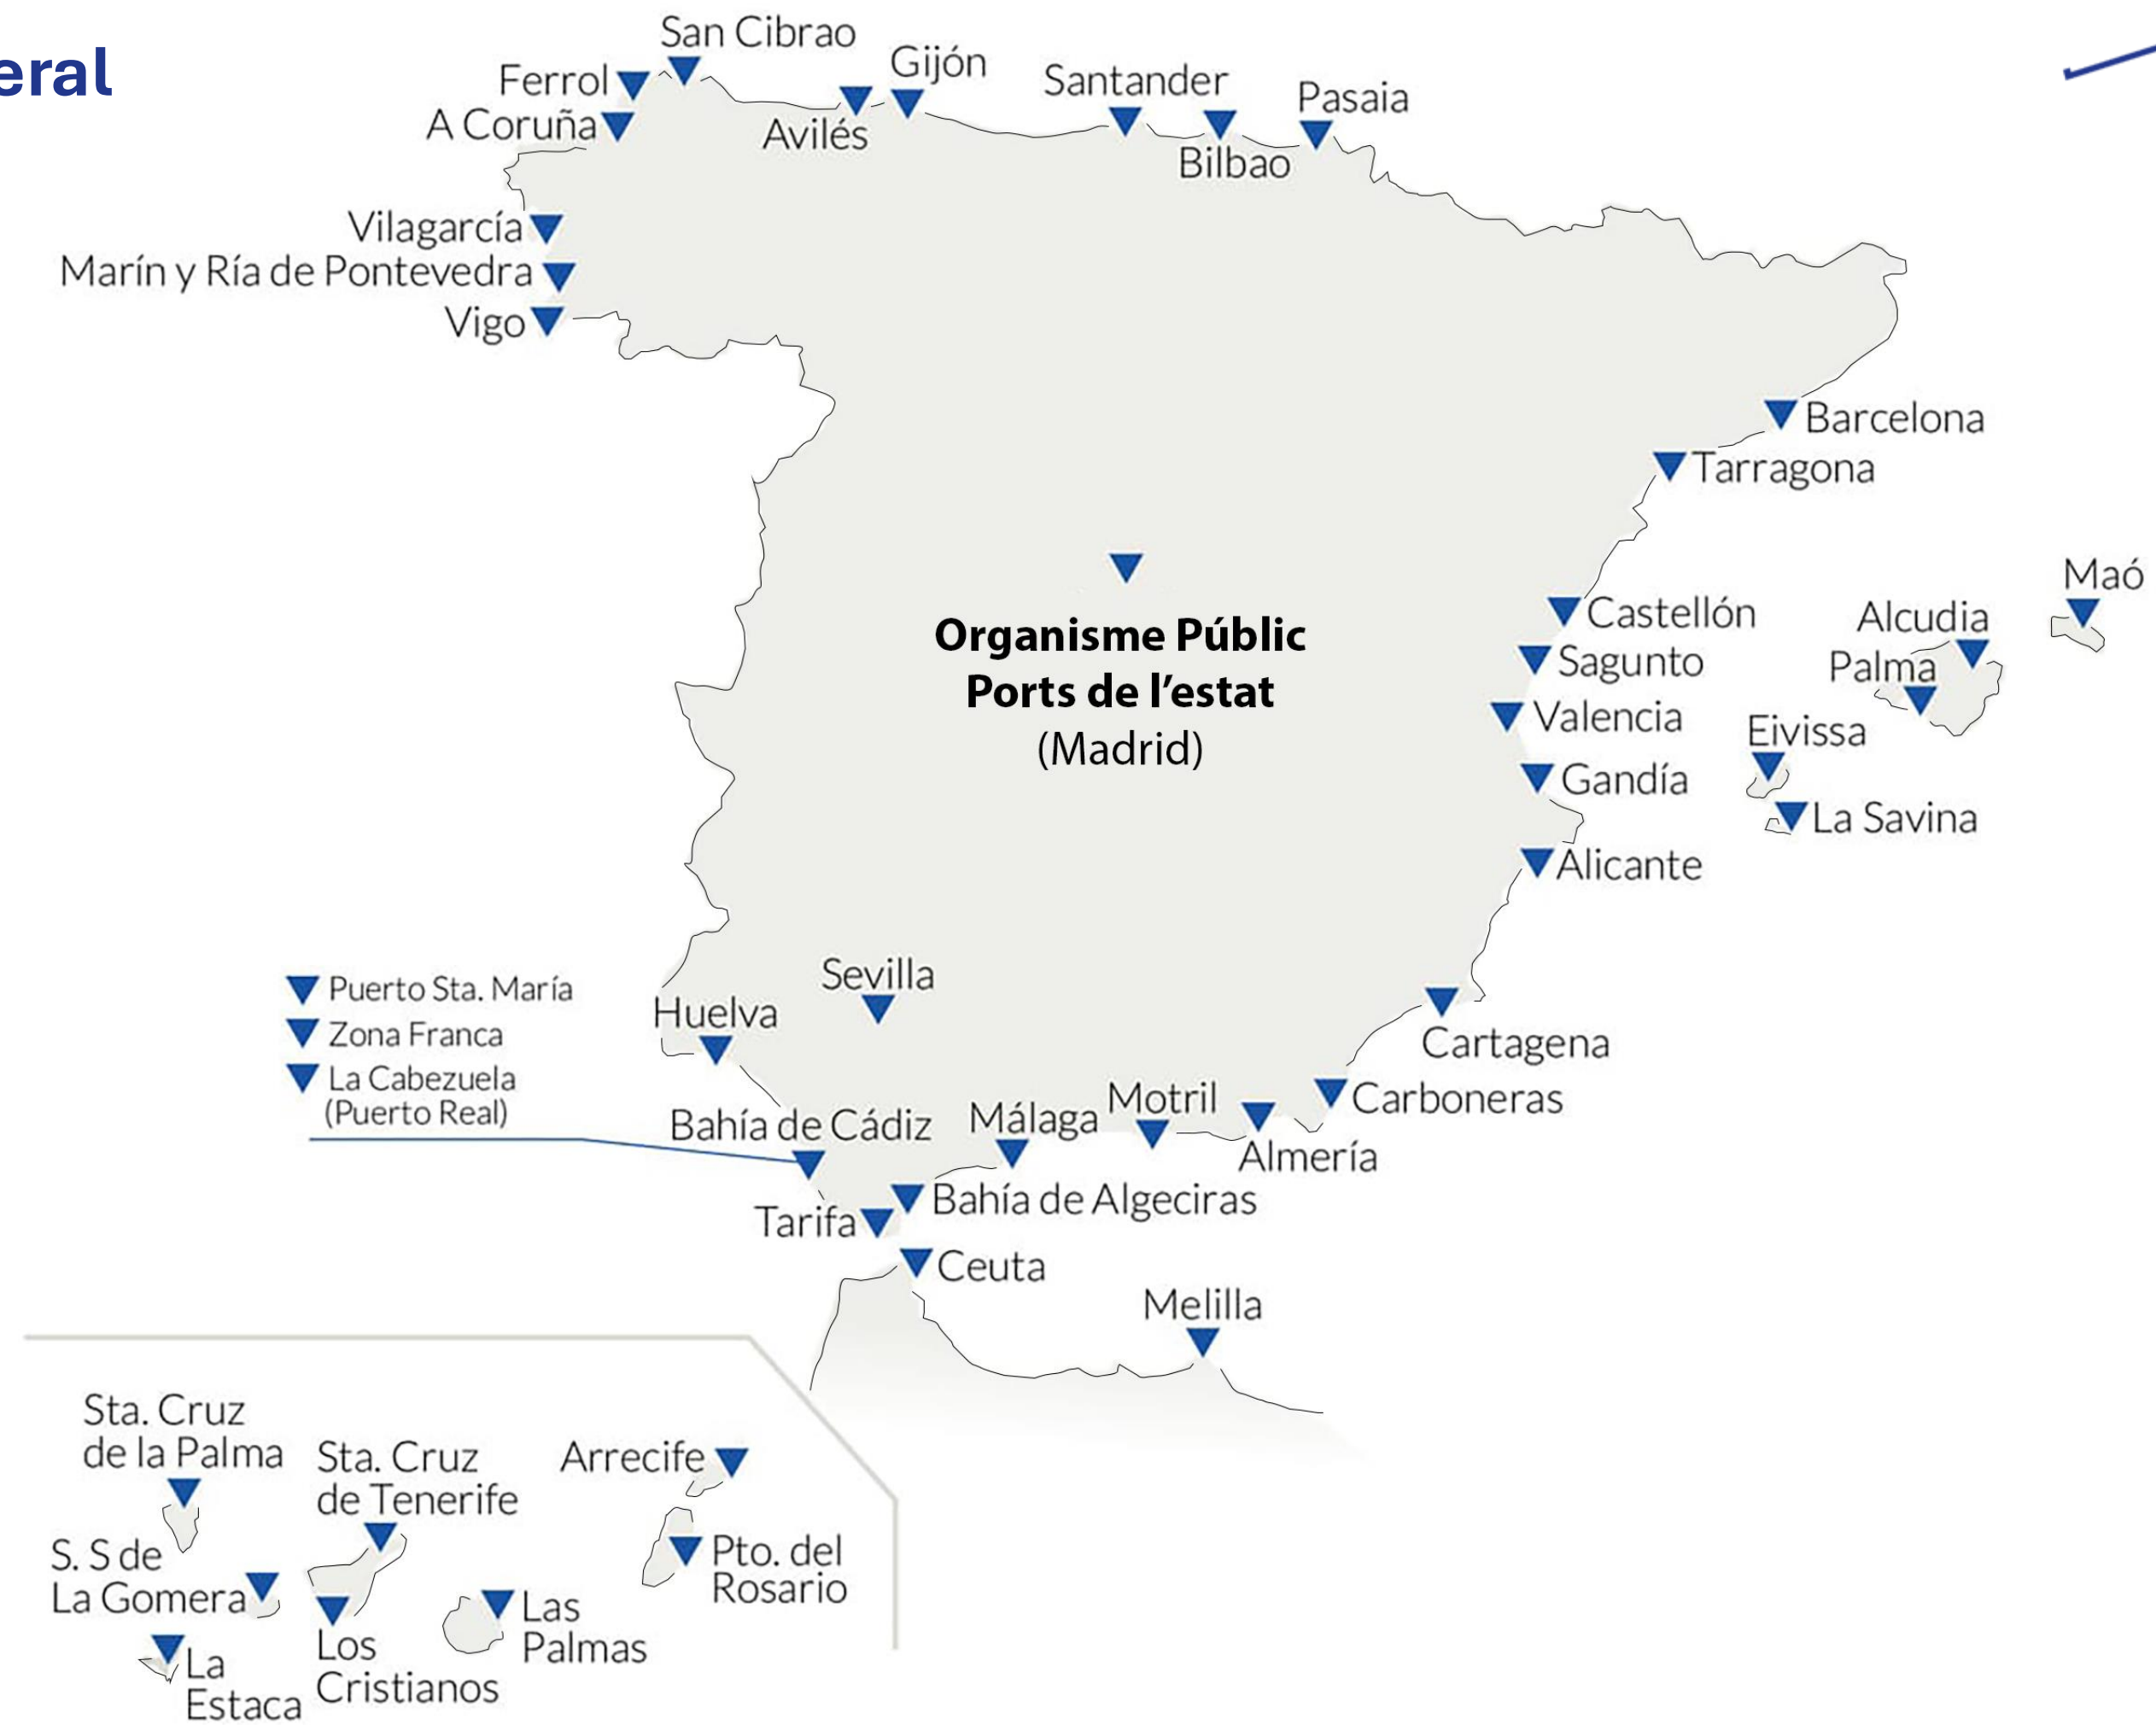 eral
San Cibrao
Ferrol
A Coruña
Gijón
Avilés
Santander
Bilbao
Pasaia
Vilagarcía
Marín y Ría de Pontevedra
Vigo
Barcelona
Tarragona
Organisme Públic
Ports de l’estat
(Madrid)
Castellón
Sagunto
Valencia
Gandía
Alicante
Maó
Alcudia
Palma
Eivissa
La Savina
Puerto Sta. María
Zona Franca
La Cabezuela
(Puerto Real)
Sevilla
Huelva
Cartagena
Carboneras
Bahía de Cádiz
Málaga
Motril
Almería
Bahía de Algeciras
Tarifa
Ceuta
Melilla
Sta. Cruz
de la Palma
Sta. Cruz
de Tenerife
Arrecife
S. S de
La Gomera
Pto. del
Rosario
Las
Palmas
Los
Cristianos
La
Estaca